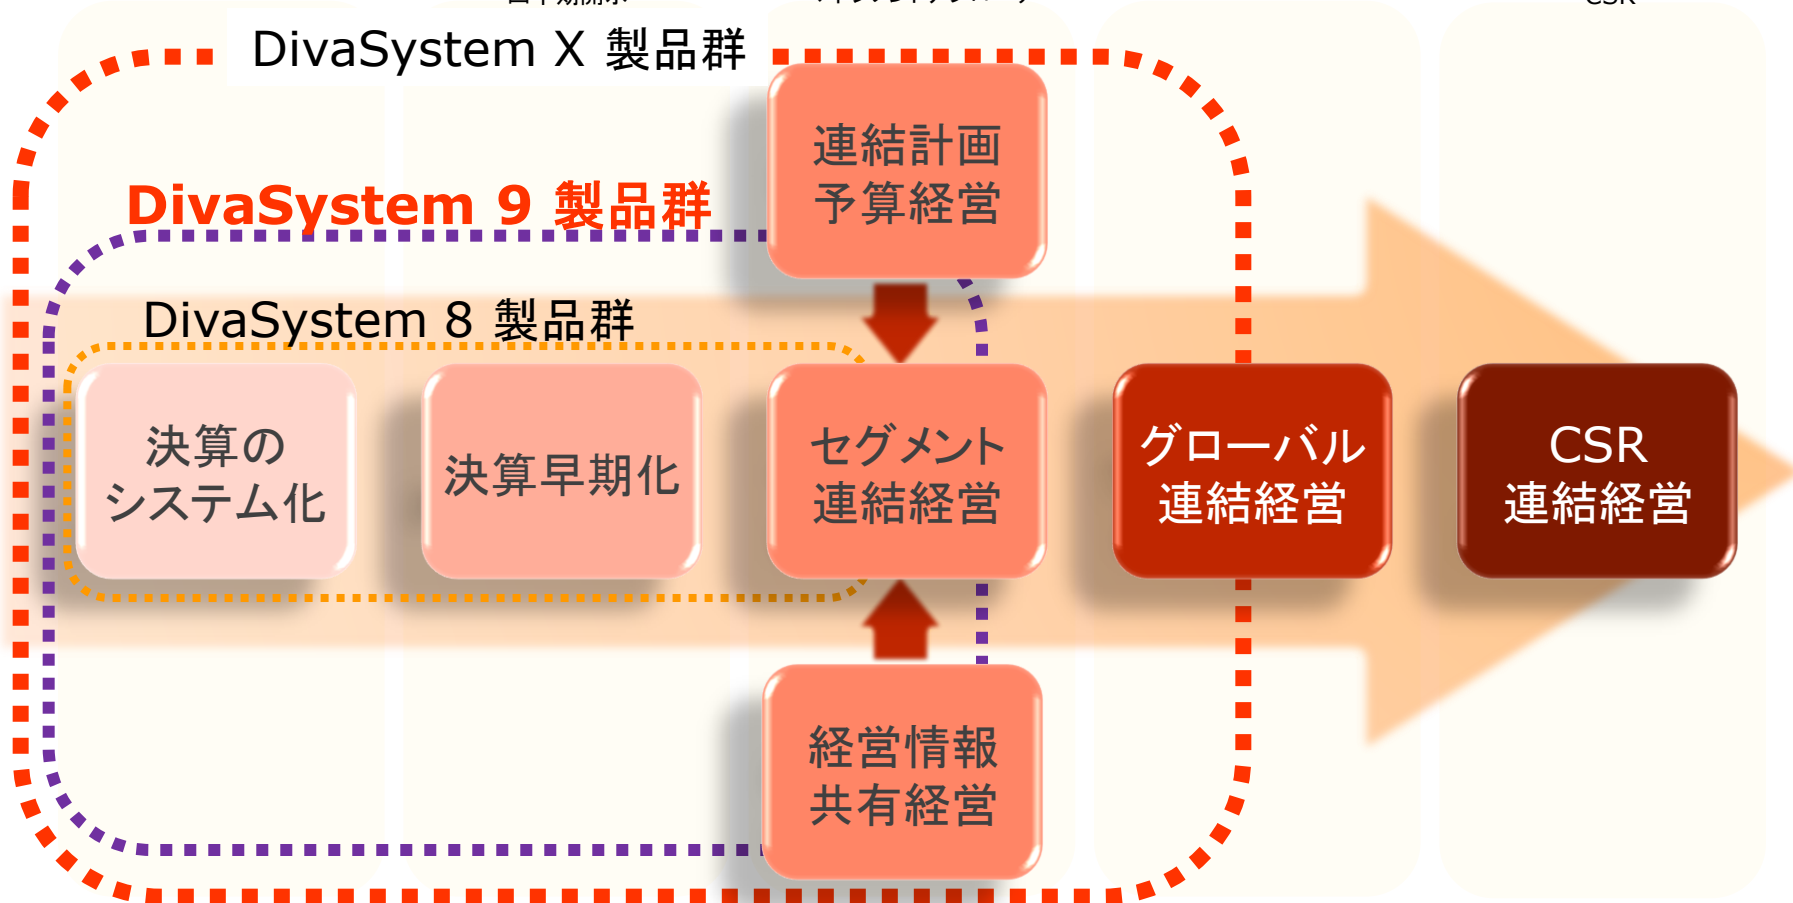 CSR
DivaSystem X 製品群
連結計画
予算経営
DivaSystem 9 製品群
DivaSystem 8 製品群
決算の
システム化
決算早期化
セグメント
連結経営
グローバル
連結経営
CSR
連結経営
経営情報
共有経営